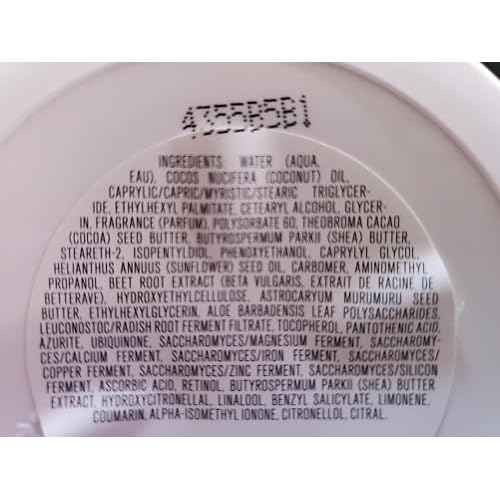 4355B5B1
INGREDIENTS: WATER (AQUA,
EAU), COCOS NUCIFERA (COCONUT) OIL,
CAPRYLIC/CAPRIC/MYRISTIC/STEARIC TRIGLYCER-
IDE, ETHYLHEXYL PALMITATE, CETEARYL ALCOHOL, GLYCER-
IN, FRAGRANCE (PARFUM), POLYSORBATE 60, THEOBROMA CACAO
(COCOA) SEED BUTTER, BUTYROSPERMUM PARKII (SHEA) BUTTER,
STEARETH-2, ISOPENTYLDIOL, PHENOXYETHANOL, CAPRYLYL GLYCOL,
HELIANTHUS ANNUUS (SUNFLOWER) SEED OIL, CARBOMER, AMINOMETHYL
PROPANOL, BEET ROOT EXTRACT (BETA VULGARIS, EXTRAIT DE RACINE DE
BETTERAVE), HYDROXYETHYLCELLULOSE, ASTROCARYUM MURUMURU SEED
BUTTER, ETHYLHEXYLGLYCERIN, ALOE BARBADENSIS LEAF POLYSACCHARIDES,
LEUCONOSTOC/RADISH ROOT FERMENT FILTRATE, TOCOPHEROL, PANTOTHENIC ACID,
AZURITE, UBIQUINONE, SACCHAROMYCES/MAGNESIUM FERMENT, SACCHAROMY-
CES/CALCIUM FERMENT, SACCHAROMYCES/IRON FERMENT, SACCHAROMYCES/
COPPER FERMENT, SACCHAROMYCES/ZINC FERMENT, SACCHAROMYCES/SILICON
FERMENT, ASCORBIC ACID, RETINOL, BUTYROSPERMUM PARKII (SHEA) BUTTER
EXTRACT, HYDROXYCITRONELLAL, LINALOOL, BENZYL SALICYLATE, LIMONENE,
COUMARIN, ALPHA-ISOMETHYL IONONE, CITRONELLOL, CITRAL.